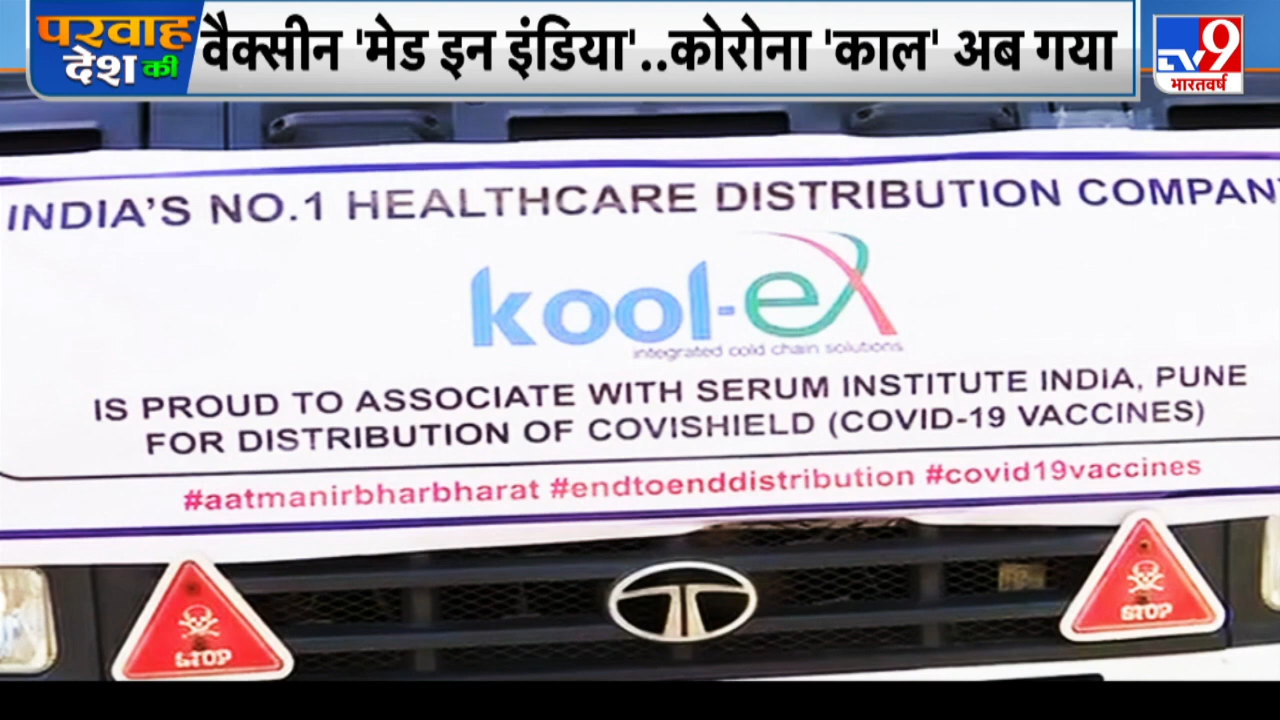 परवाह
देश की
वैक्सीन 'मेड इन इंडिया'..कोरोना 'काल' अब गया
TV9
भारतवर्ष
INDIA'S NO.1 HEALTHCARE DISTRIBUTION COMPAN
kool-ex
integrated cold chain solutions
IS PROUD TO ASSOCIATE WITH SERUM INSTITUTE INDIA, PUNE
FOR DISTRIBUTION OF COVISHIELD (COVID-19 VACCINES)
#aatmanirbharbharat #endtoenddistribution #covid19vaccines
STOP
STOP